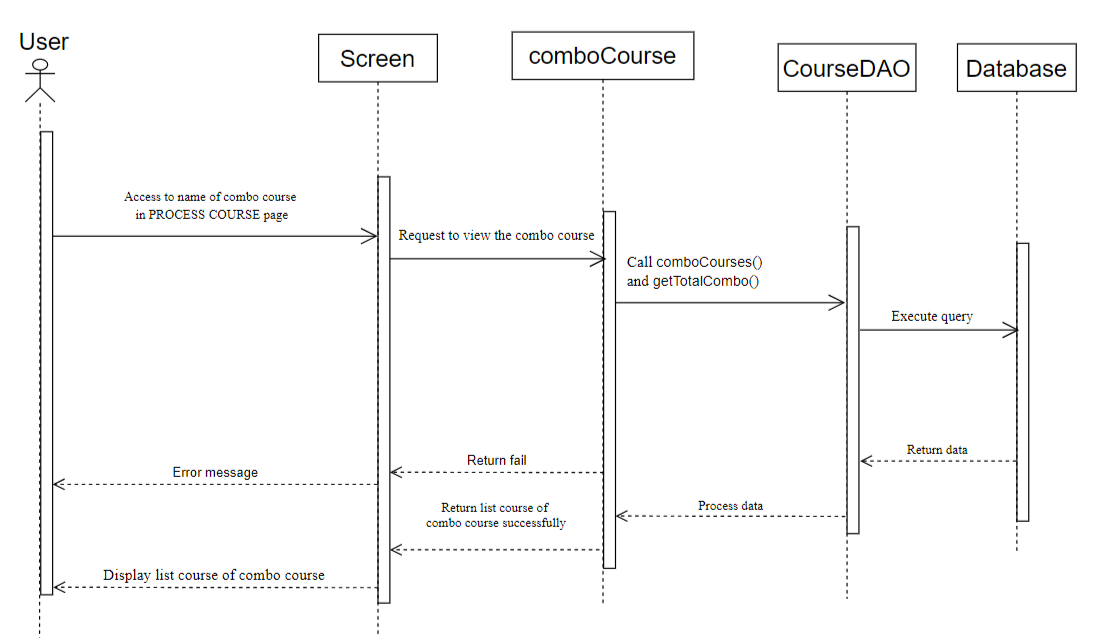 User
Screen
comboCourse
CourseDAO
Database
Access to name of combo course
in PROCESS COURSE page
Request to view the combo course
Call comboCourses()
and getTotalCombo()
Execute query
Return data
Return fail
Error message
Process data
Return list course of
combo course successfully
Display list course of combo course